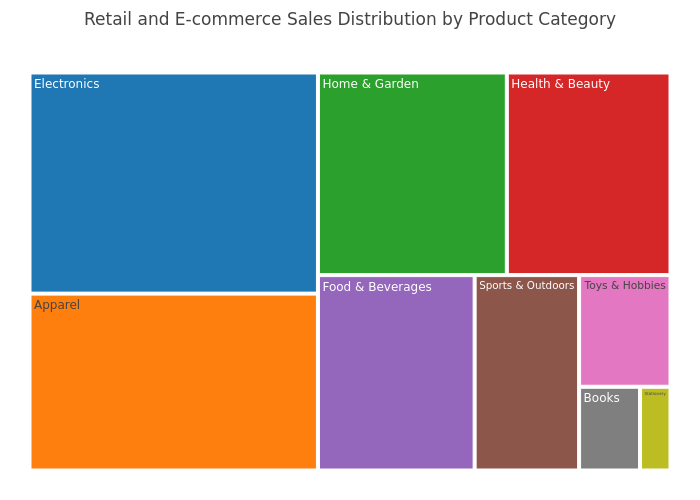 Retail and E-commerce Sales Distribution by Product Category
Electronics
Home & Garden
Health & Beauty
Food & Beverages
Sports & Outdoors
Toys & Hobbies
Apparel
Books
Stationery